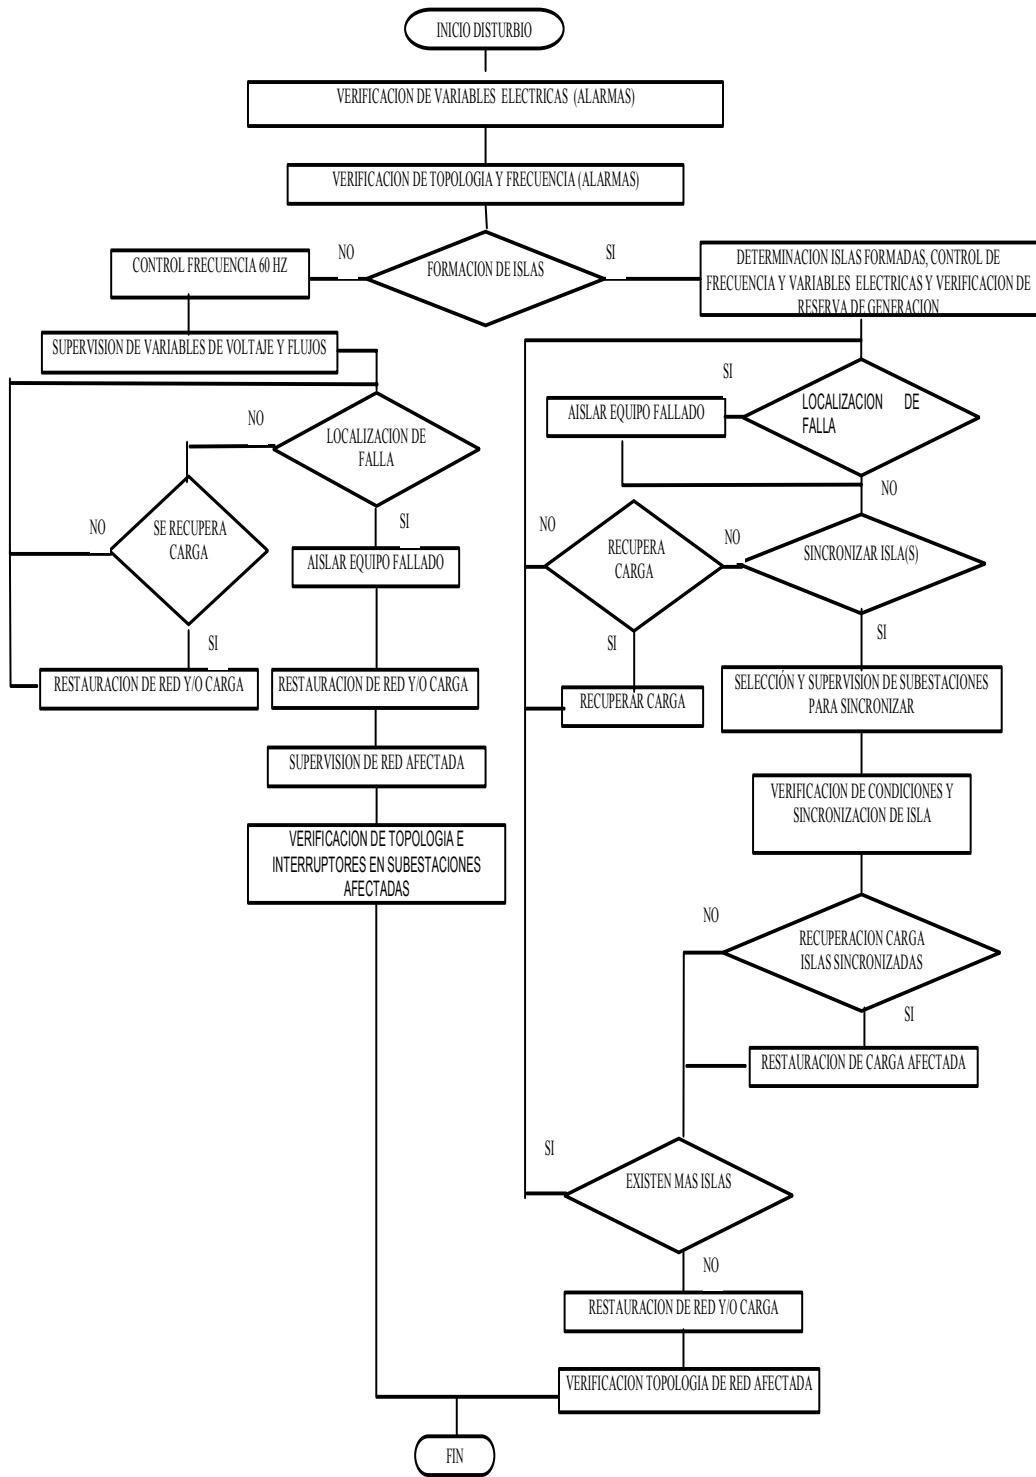 INICIO DISTURBIO
VERIFICACION DE VARIABLES ELECTRICAS (ALARMAS)
VERIFICACION DE TOPOLOGIA Y FRECUENCIA (ALARMAS)
FORMACION DE ISLAS
NO
SI
CONTROL FRECUENCIA 60 HZ
SUPERVISION DE VARIABLES DE VOLTAJE Y FLUJOS
LOCALIZACION DE
FALLA
NO
SI
SE RECUPERA
CARGA
NO
SI
RESTAURACION DE RED Y/O CARGA
AISLAR EQUIPO FALLADO
RESTAURACION DE RED Y/O CARGA
SUPERVISION DE RED AFECTADA
VERIFICACION DE TOPOLOGIA E
INTERRUPTORES EN SUBESTACIONES
AFECTADAS
DETERMINACION ISLAS FORMADAS, CONTROL DE
FRECUENCIA Y VARIABLES ELECTRICAS Y VERIFICACION DE
RESERVA DE GENERACION
LOCALIZACION DE
FALLA
SI
NO
AISLAR EQUIPO FALLADO
SINCRONIZAR ISLA(S)
NO
SI
RECUPERA
CARGA
NO
SI
RECUPERAR CARGA
SELECCIÓN Y SUPERVISION DE SUBESTACIONES
PARA SINCRONIZAR
VERIFICACION DE CONDICIONES Y
SINCRONIZACION DE ISLA
RECUPERACION CARGA
ISLAS SINCRONIZADAS
NO
SI
RESTAURACION DE CARGA AFECTADA
EXISTEN MAS ISLAS
SI
NO
RESTAURACION DE RED Y/O CARGA
VERIFICACION TOPOLOGIA DE RED AFECTADA
FIN